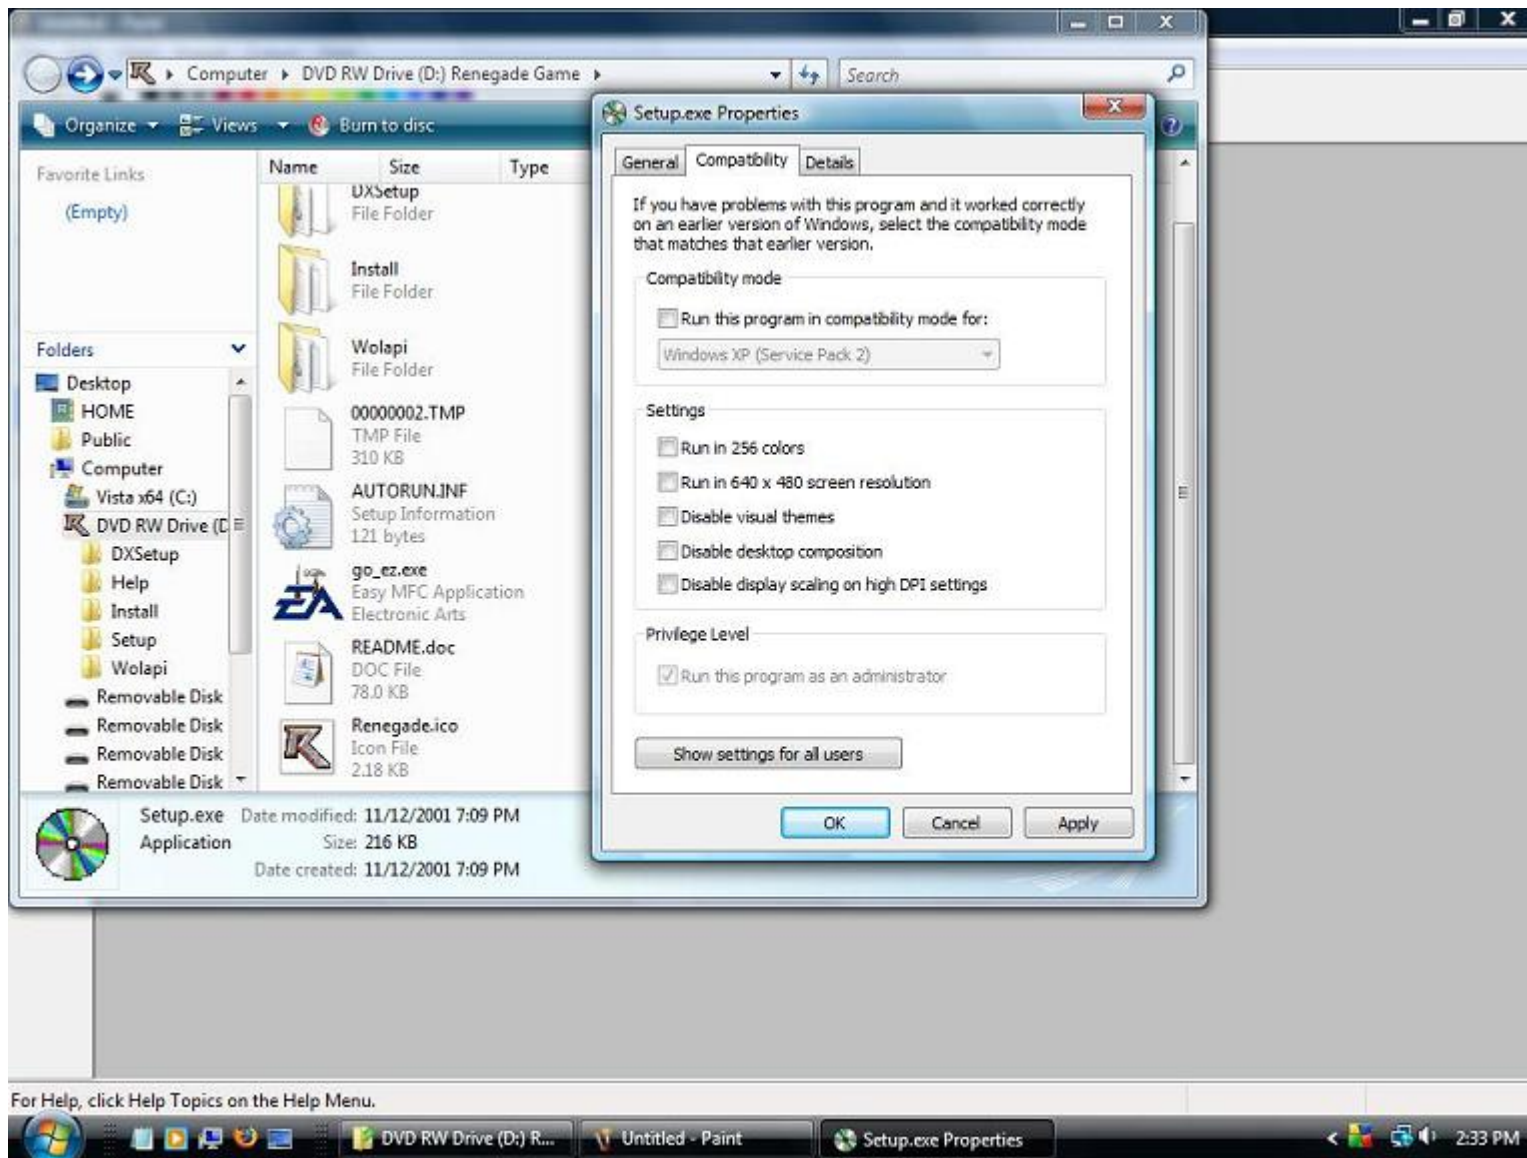 Computer
DVD RW Drive (D:) Renegade Game
Search
Organize
Views
Burn to disc
Favorite Links
(Empty)
Folders
Desktop
HOME
Public
Computer
Vista x64 (C:)
DVD RW Drive (D
DXSetup
Help
Install
Setup
Wolapi
Removable Disk
Removable Disk
Removable Disk
Removable Disk
Name Size Type
DXSetup
File Folder
Install
File Folder
Wolapi
File Folder
00000002.TMP
TMP File
310 KB
AUTORUN.INF
Setup Information
121 bytes
go_ez.exe
Easy MFC Application
Electronic Arts
README.doc
DOC File
78.0 KB
Renegade.ico
Icon File
2.18 KB
Setup.exe Date modified: 11/12/2001 7:09 PM
Application Size: 216 KB
Date created: 11/12/2001 7:09 PM
Setup.exe Properties
General Compatibility Details
If you have problems with this program and it worked correctly
on an earlier version of Windows, select the compatibility mode
that matches that earlier version.
Compatibility mode
Run this program in compatibility mode for:
Windows XP (Service Pack 2)
Settings
Run in 256 colors
Run in 640 x 480 screen resolution
Disable visual themes
Disable desktop composition
Disable display scaling on high DPI settings
Privilege Level
Run this program as an administrator
Show settings for all users
OK Cancel Apply
For Help, click Help Topics on the Help Menu.
DVD RW Drive (D:) R...
Untitled - Paint
Setup.exe Properties
2:33 PM